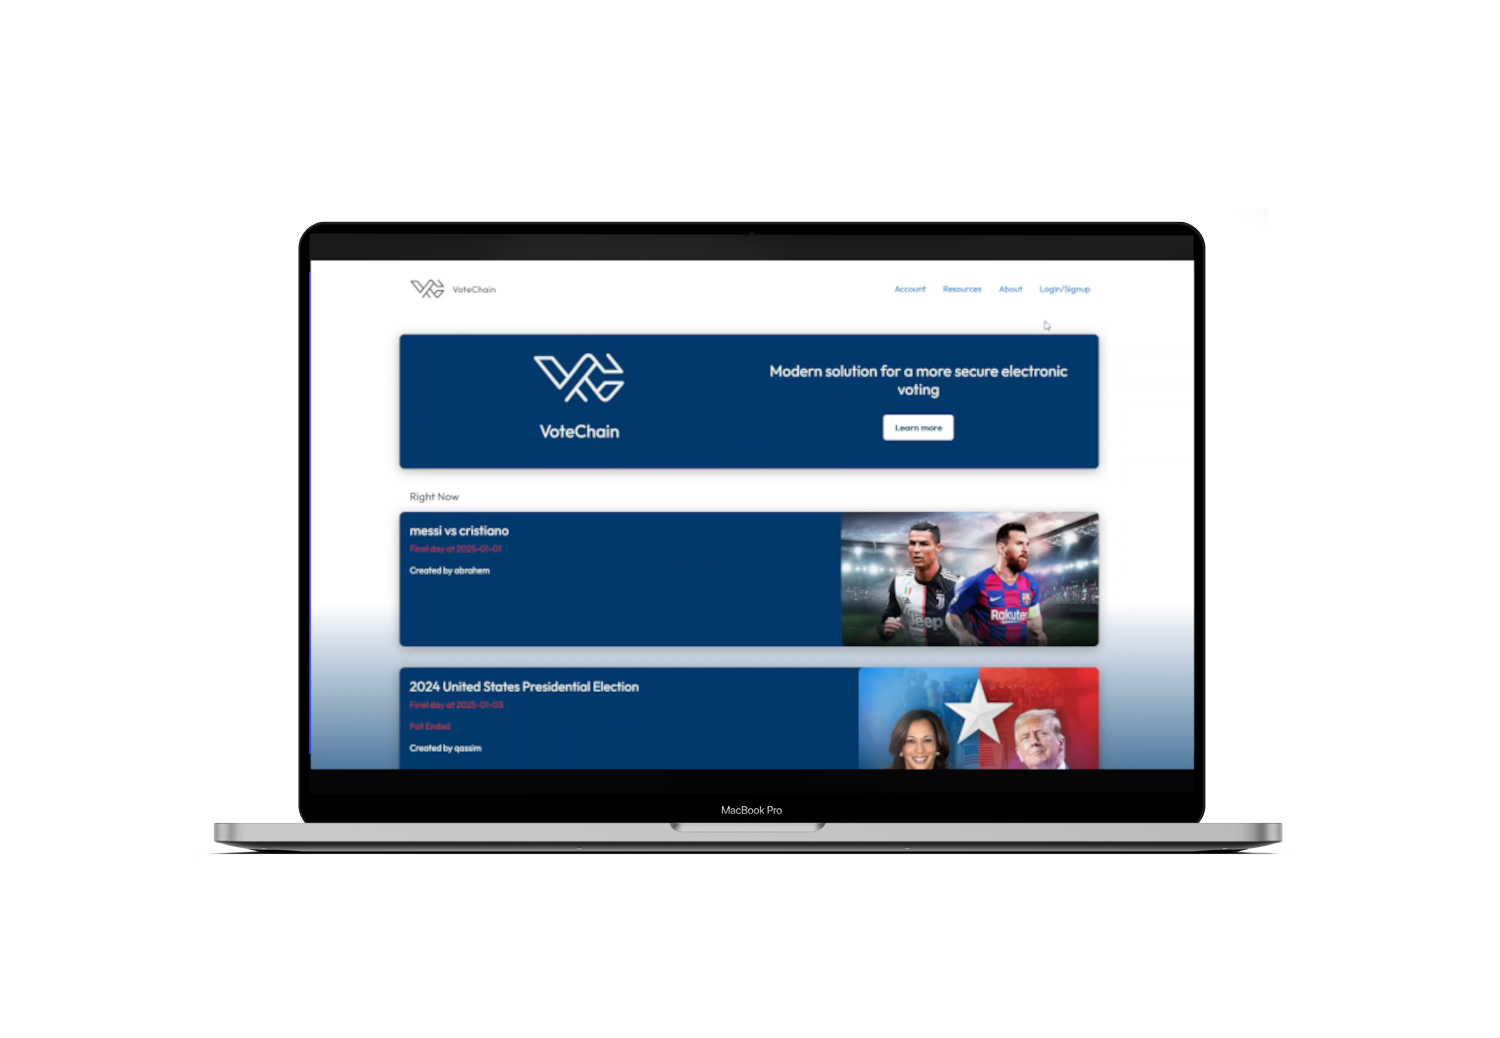 VoteChain
Account Resources About Login/Signup
Modern solution for a more secure electronic
voting
VoteChain
Learn more
Right Now
messi vs cristiano
Final day at 2025-01-01
Created by abrahem
Jeep
Rakuten
2024 United States Presidential Election
Final day at 2025-01-03
Poll Ended
Created by qassim
MacBook Pro